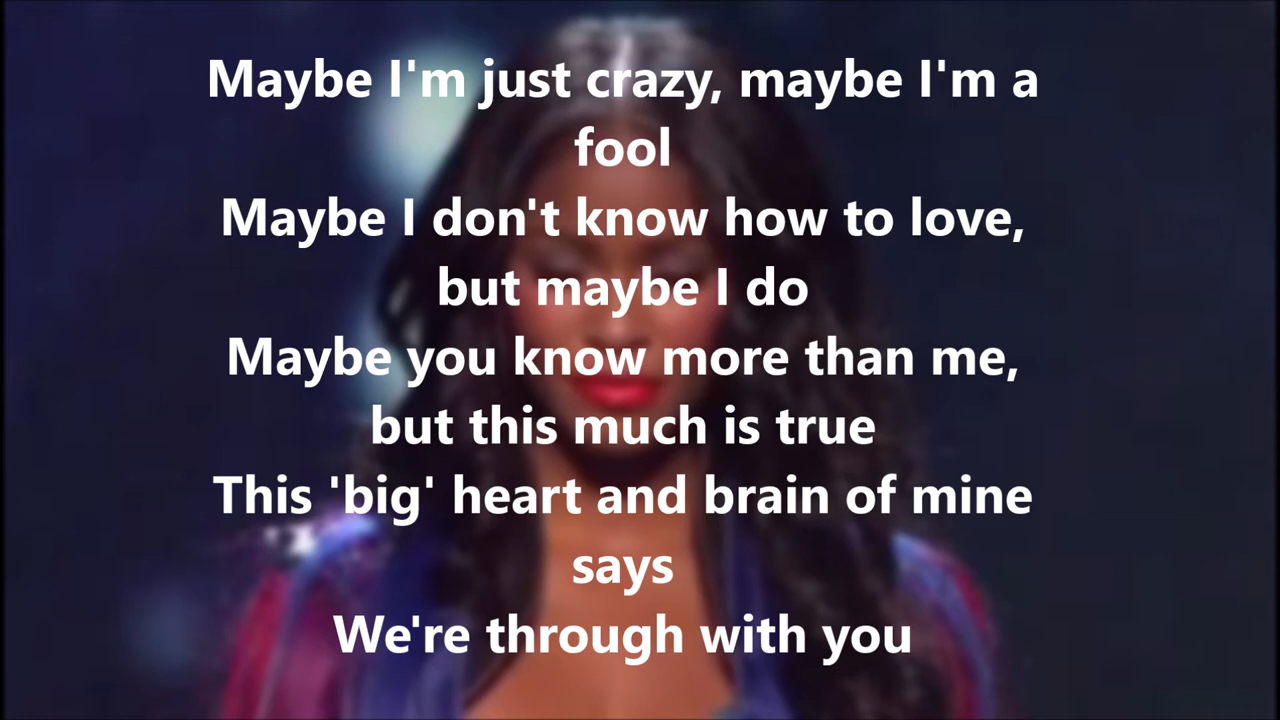 Maybe I'm just crazy, maybe I'm a
fool
Maybe I don't know how to love,
but maybe I do
Maybe you know more than me,
but this much is true
This 'big' heart and brain of mine
says
We're through with you